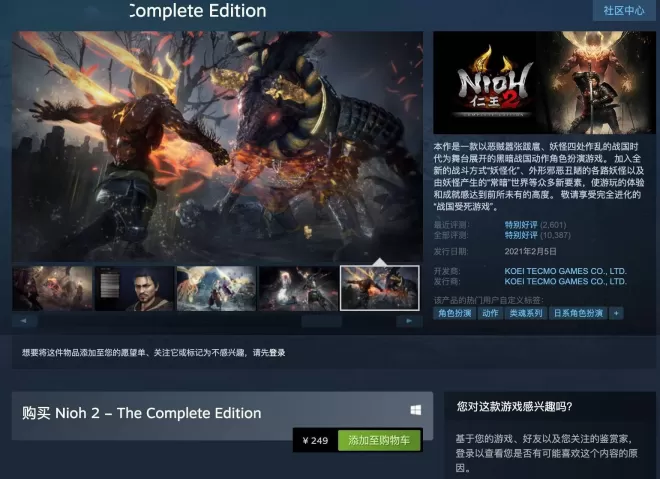 Complete Edition
社区中心
NIOH
仁王2
本作是一款以恶贼嚣张跋扈、妖怪四处作乱的战国时
代为舞台展开的黑暗战国动作角色扮演游戏。 加入全
新的战斗方式“妖怪化”、外形邪恶丑陋的各路妖怪以及
由妖怪产生的“常暗”世界等众多新要素，使游玩的体验
和成就感达到前所未有的高度。 敬请享受完全进化的
“战国受死游戏”。
最近评测： 特别好评 (2,601)
全部评测： 特别好评 (10,387)
发行日期： 2021年2月5日
开发商： KOEI TECMO GAMES CO., LTD.
发行商： KOEI TECMO GAMES CO., LTD.
该产品的热门用户自定义标签：
角色扮演 动作 类魂系列 日系角色扮演 +
想要将这件物品添加至您的愿望单、关注它或标记为不感兴趣，请先登录
购买 Nioh 2 – The Complete Edition
¥ 249 添加至购物车
您对这款游戏感兴趣吗？
基于您的游戏、好友以及您关注的鉴赏家，
登录以查看您是否有可能喜欢这个内容的原
因。